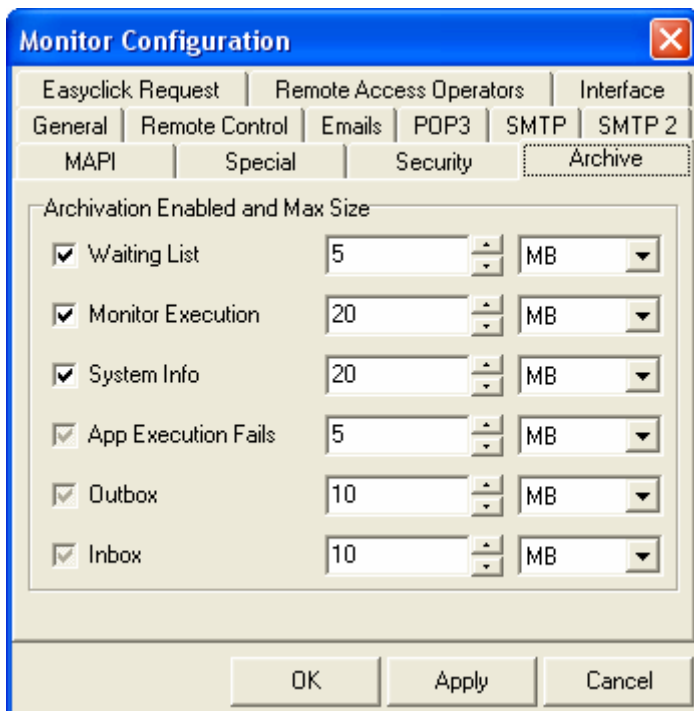 Monitor Configuration
Easyclick Request Remote Access Operators Interface
General Remote Control Emails POP3 SMTP SMTP 2
MAPI Special Security Archive
Archivation Enabled and Max Size
Waiting List 5 MB
Monitor Execution 20 MB
System Info 20 MB
App Execution Fails 5 MB
Outbox 10 MB
Inbox 10 MB
OK Apply Cancel